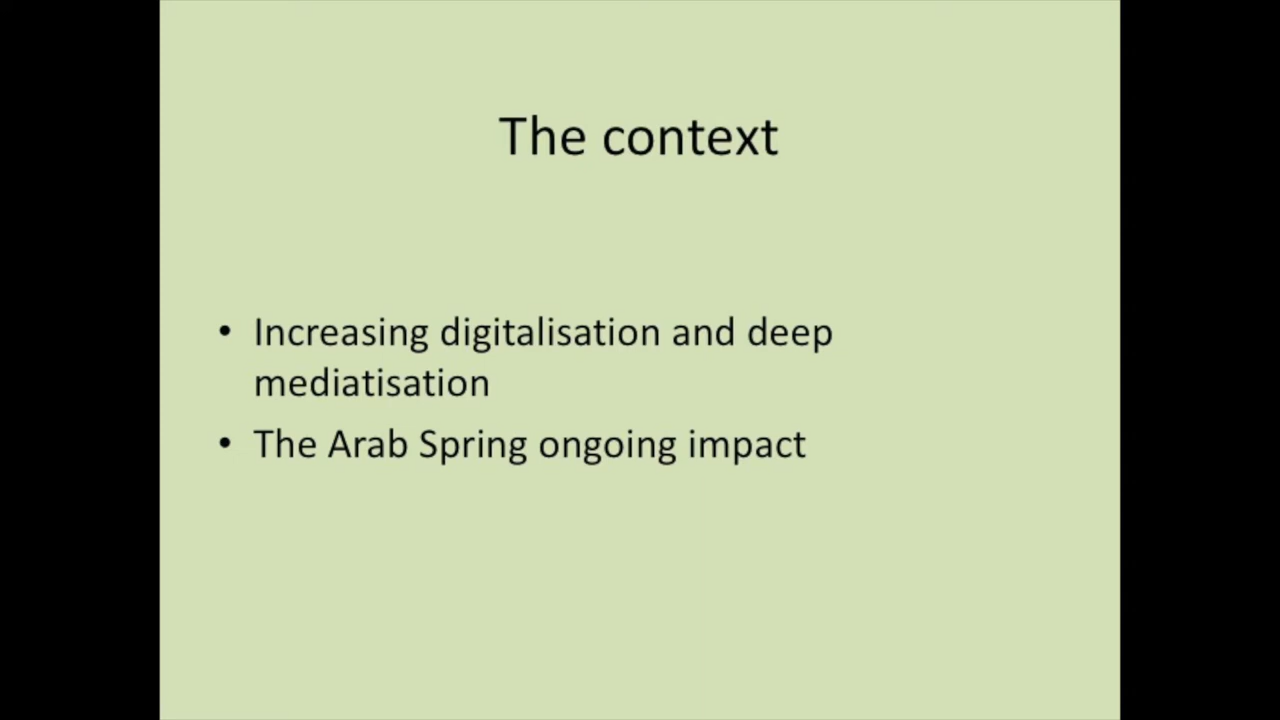 The context
• Increasing digitalisation and deep
mediatisation
• The Arab Spring ongoing impact